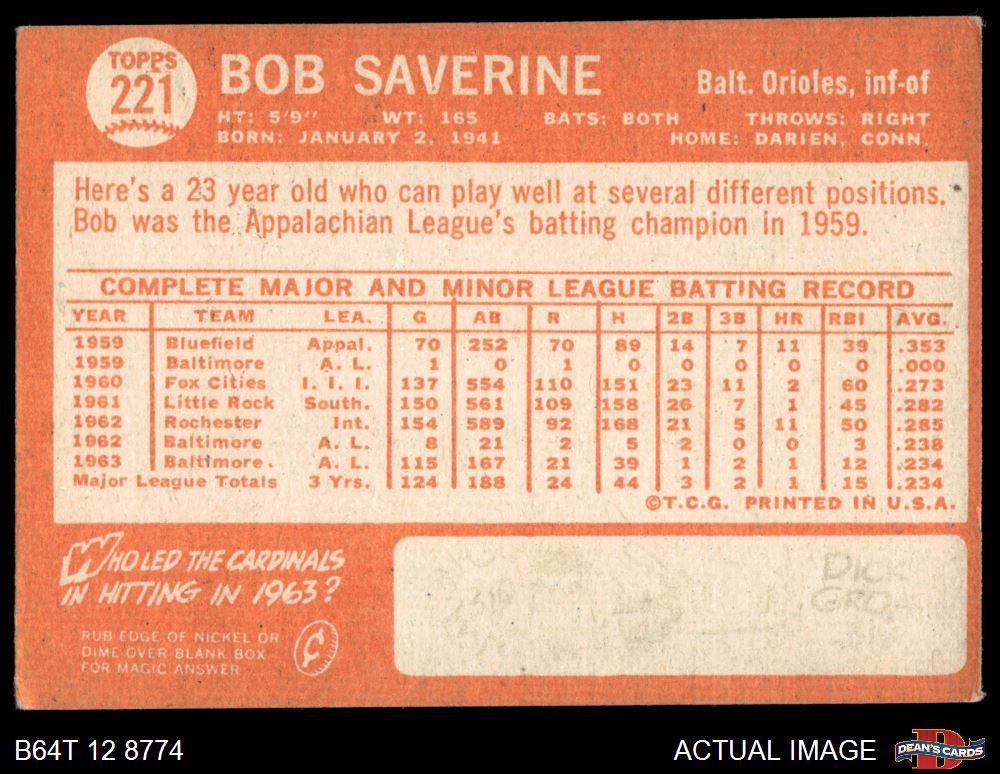 TOPPS
221
BOB SAVERINE
Balt. Orioles, inf-of
HT: 5'9" WT: 165 BATS: BOTH THROWS: RIGHT
BORN: JANUARY 2, 1941 HOME: DARIEN, CONN.
Here's a 23 year old who can play well at several different positions.
Bob was the Appalachian League's batting champion in 1959.
COMPLETE MAJOR AND MINOR LEAGUE BATTING RECORD
YEAR TEAM LEA. G AB R H 2B 3B HR RBI AVG.
1959 Bluefield Appal. 70 252 70 89 14 7 11 39 .353
1959 Baltimore A. L. 1 0 1 0 0 0 0 0 .000
1960 Fox Cities I. I. I. 137 554 110 151 23 11 2 60 .273
1961 Little Rock South. 150 561 109 158 26 7 1 45 .282
1962 Rochester Int. 154 589 92 168 21 5 11 50 .285
1962 Baltimore A. L. 8 21 2 5 2 0 0 3 .238
1963 Baltimore. A. L. 115 167 21 39 1 2 1 12 .234
Major League Totals 3 Yrs. 124 188 24 44 3 2 1 15 .234
©T.C.G. PRINTED IN U.S.A.
WHO LED THE CARDINALS
IN HITTING IN 1963?
RUB EDGE OF NICKEL OR
DIME OVER BLANK BOX
FOR MAGIC ANSWER
¢
DICK
B64T 12 8774
ACTUAL IMAGE
D
DEAN'S CARDS